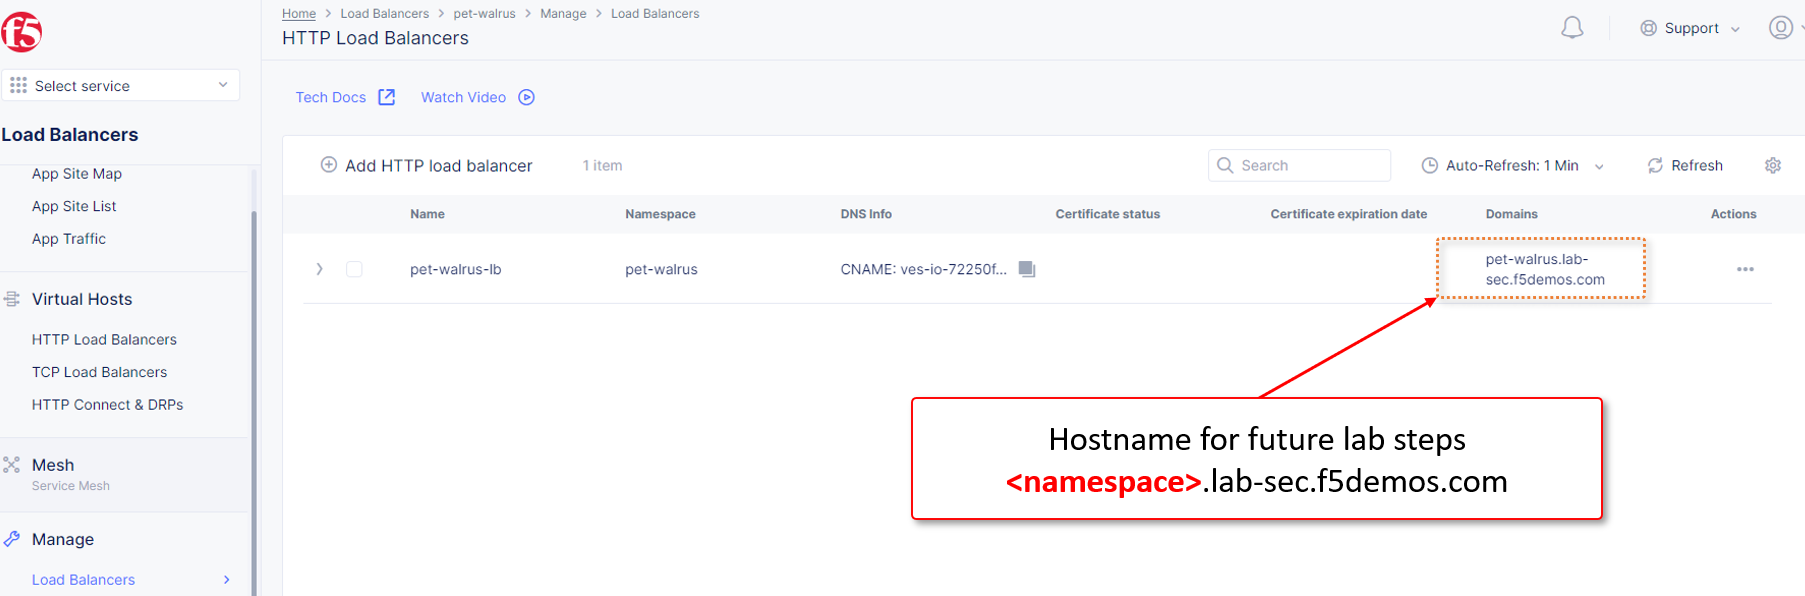 f5
Home > Load Balancers > pet-walrus > Manage > Load Balancers
HTTP Load Balancers
Support
Select service
Tech Docs
Watch Video
Load Balancers
App Site Map
App Site List
App Traffic
Virtual Hosts
HTTP Load Balancers
TCP Load Balancers
HTTP Connect & DRPs
Mesh
Service Mesh
Manage
Load Balancers
Add HTTP load balancer
1 item
Search
Auto-Refresh: 1 Min
Refresh
Name Namespace DNS Info Certificate status Certificate expiration date Domains Actions
pet-walrus-lb pet-walrus CNAME: ves-io-72250f...
pet-walrus.lab-
sec.f5demos.com
Hostname for future lab steps
<namespace>.lab-sec.f5demos.com